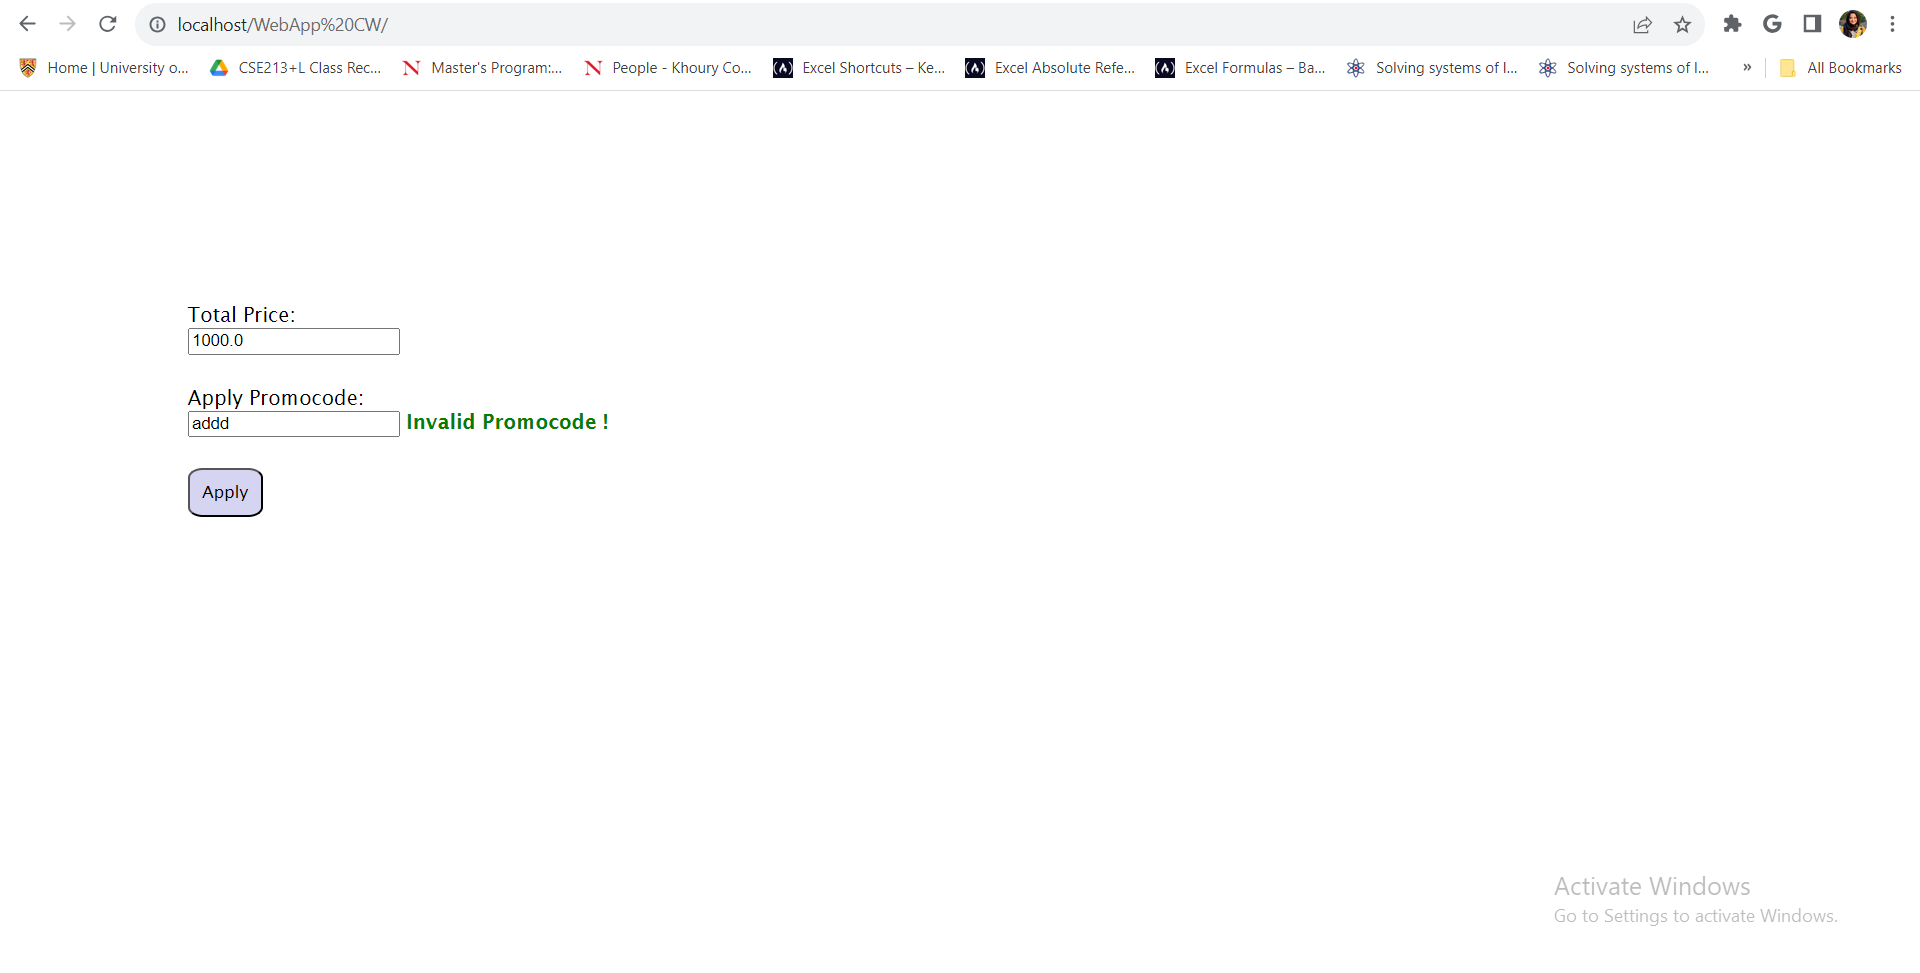 localhost/WebApp%20CW/
Home | University o... CSE213+L Class Rec... Master's Program:... People - Khoury Co... Excel Shortcuts – Ke... Excel Absolute Refe... Excel Formulas – Ba... Solving systems of l... Solving systems of l... » All Bookmarks
Total Price:
1000.0
Apply Promocode:
addd Invalid Promocode !
Apply
Activate Windows
Go to Settings to activate Windows.